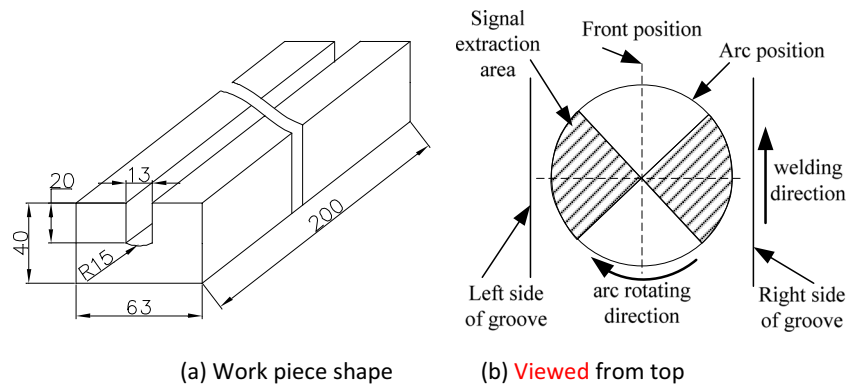 20
13
40
R15
63
200
Signal
extraction
area
Front position
Arc position
welding
direction
Left side
of groove
arc rotating
direction
Right side
of groove
(a) Work piece shape
(b) Viewed from top